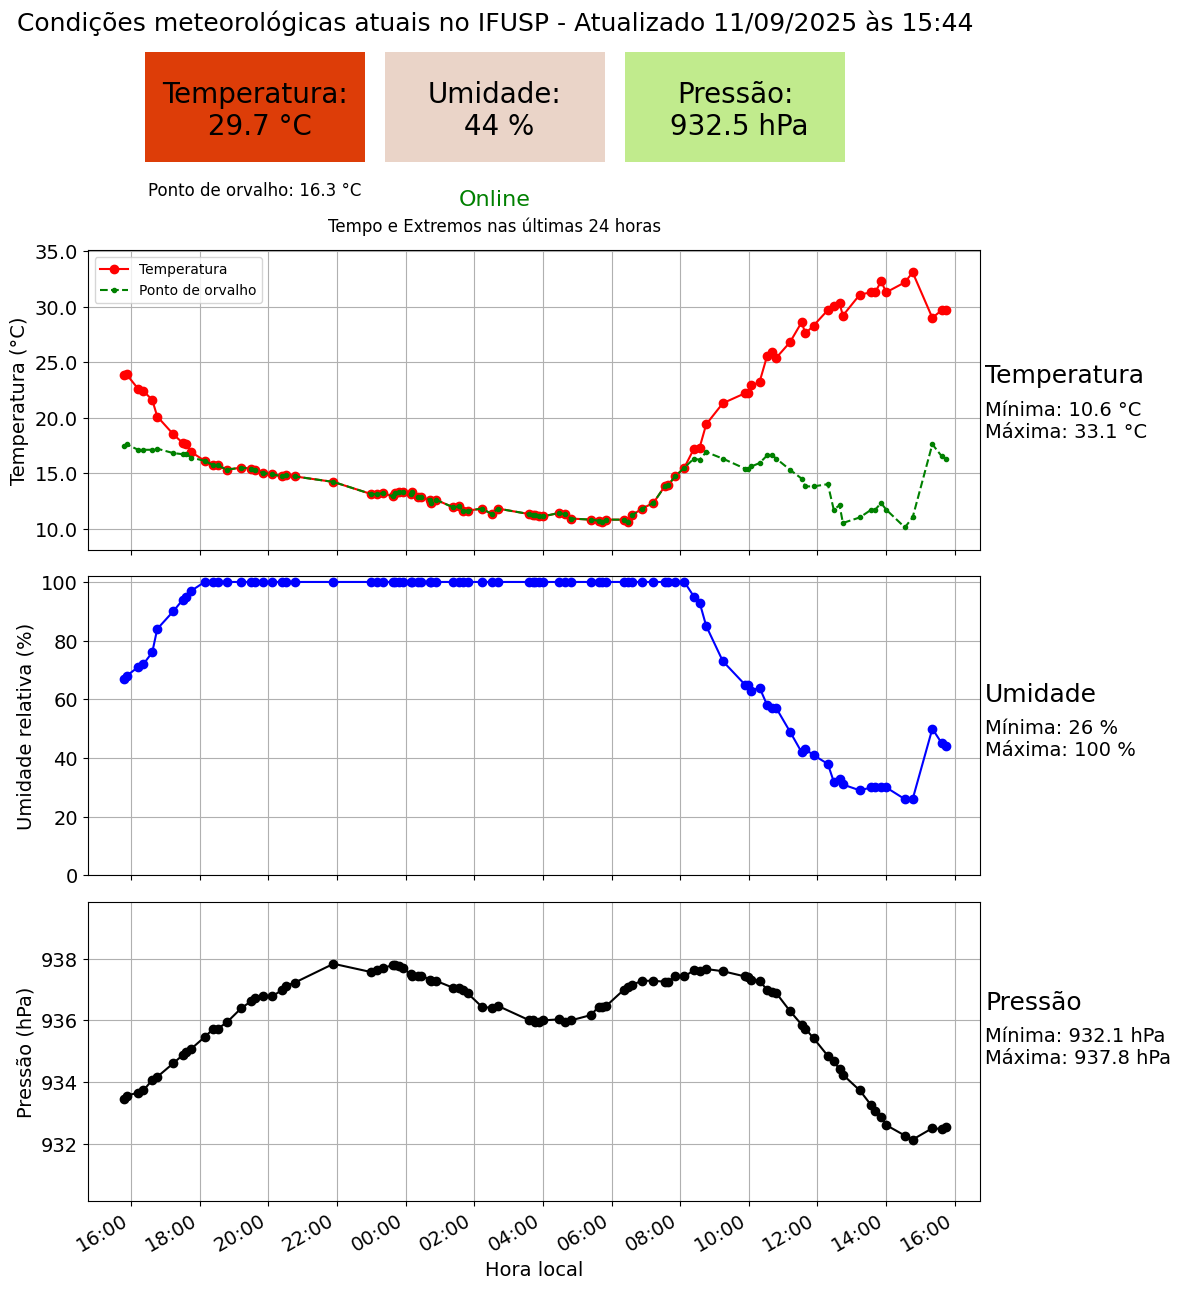 Condições meteorológicas atuais no IFUSP - Atualizado 11/09/2025 às 15:44
Temperatura:
29.7 °C
Umidade:
44 %
Pressão:
932.5 hPa
Ponto de orvalho: 16.3 °C
Online
Tempo e Extremos nas últimas 24 horas
Temperatura (°C)
35.0
30.0
25.0
20.0
15.0
10.0
Temperatura
Ponto de orvalho
Temperatura
Mínima: 10.6 °C
Máxima: 33.1 °C
Umidade relativa (%)
100
80
60
40
20
0
Umidade
Mínima: 26 %
Máxima: 100 %
Pressão (hPa)
938
936
934
932
Pressão
Mínima: 932.1 hPa
Máxima: 937.8 hPa
16:00
18:00
20:00
22:00
00:00
02:00
04:00
06:00
08:00
10:00
12:00
14:00
16:00
Hora local